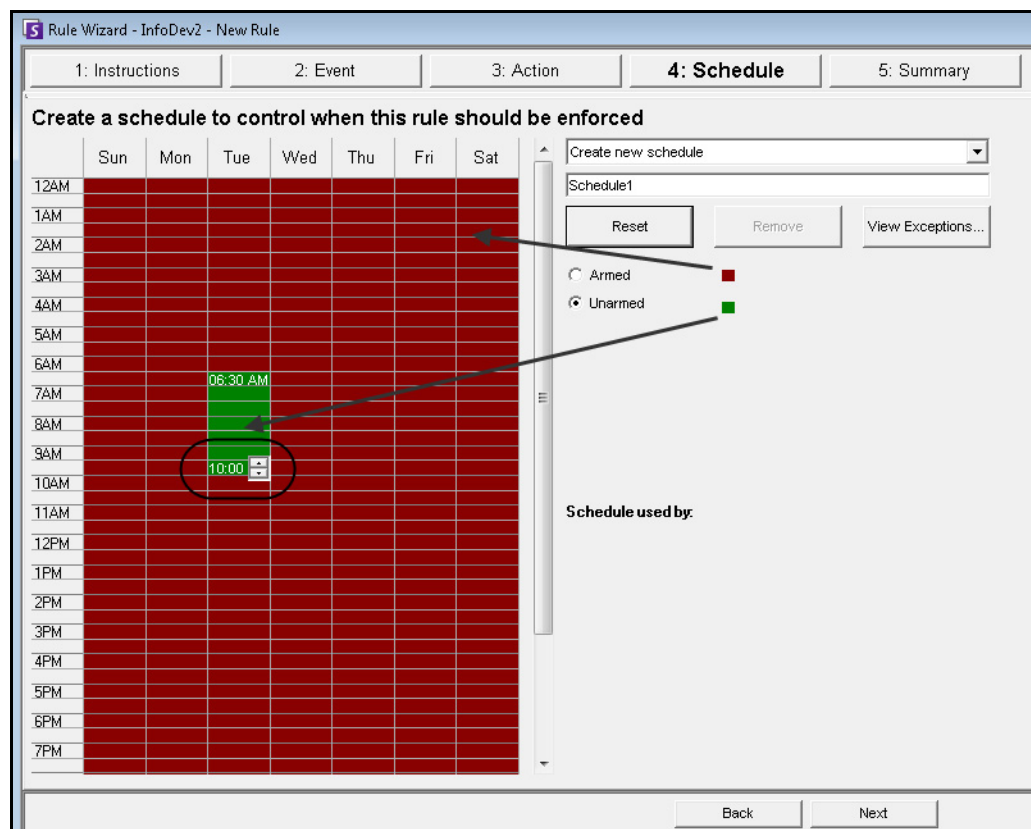 Rule Wizard - InfoDev2 - New Rule
1: Instructions
2: Event
3: Action
4: Schedule
5: Summary
Create a schedule to control when this rule should be enforced
Sun Mon Tue Wed Thu Fri Sat
12AM
1AM
2AM
3AM
4AM
5AM
6AM
06:30 AM
7AM
8AM
9AM
10:00
10AM
11AM
12PM
1PM
2PM
3PM
4PM
5PM
6PM
7PM
Create new schedule
Schedule1
Reset
Remove
View Exceptions...
Armed
Unarmed
Schedule used by:
Back
Next